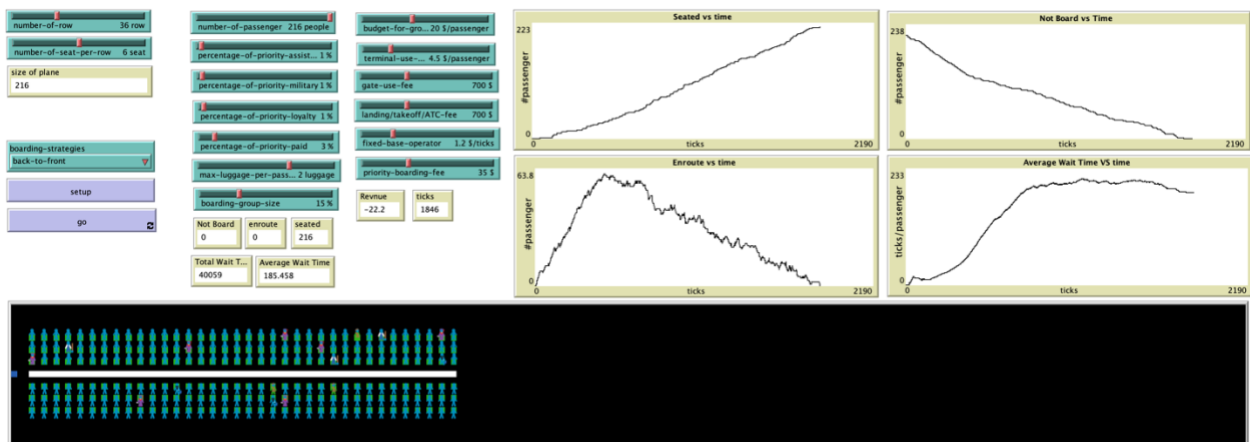 number-of-row 36 row
number-of-seat-per-row 6 seat
size of plane
216
boarding-strategies
back-to-front
setup
go
number-of-passenger 216 people
percentage-of-priority-assist... 1 %
percentage-of-priority-military 1 %
percentage-of-priority-loyalty 1 %
percentage-of-priority-paid 3 %
max-luggage-per-pass... 2 luggage
boarding-group-size 15 %
Not Board
0
enroute
0
seated
216
Total Wait T...
40059
Average Wait Time
185.458
budget-for-gro... 20 $/passenger
terminal-use-... 4.5 $/passenger
gate-use-fee 700 $
landing/takeoff/ATC-fee 700 $
fixed-base-operator 1.2 $/ticks
priority-boarding-fee 35 $
Revnue
-22.2
ticks
1846
Seated vs time
223
#passenger
0
0 ticks 2190
Not Board vs Time
238
#passenger
0
0 ticks 2190
Enroute vs time
63.8
#passenger
0
0 ticks 2190
Average Wait Time VS time
233
ticks/passenger
0
0 ticks 2190